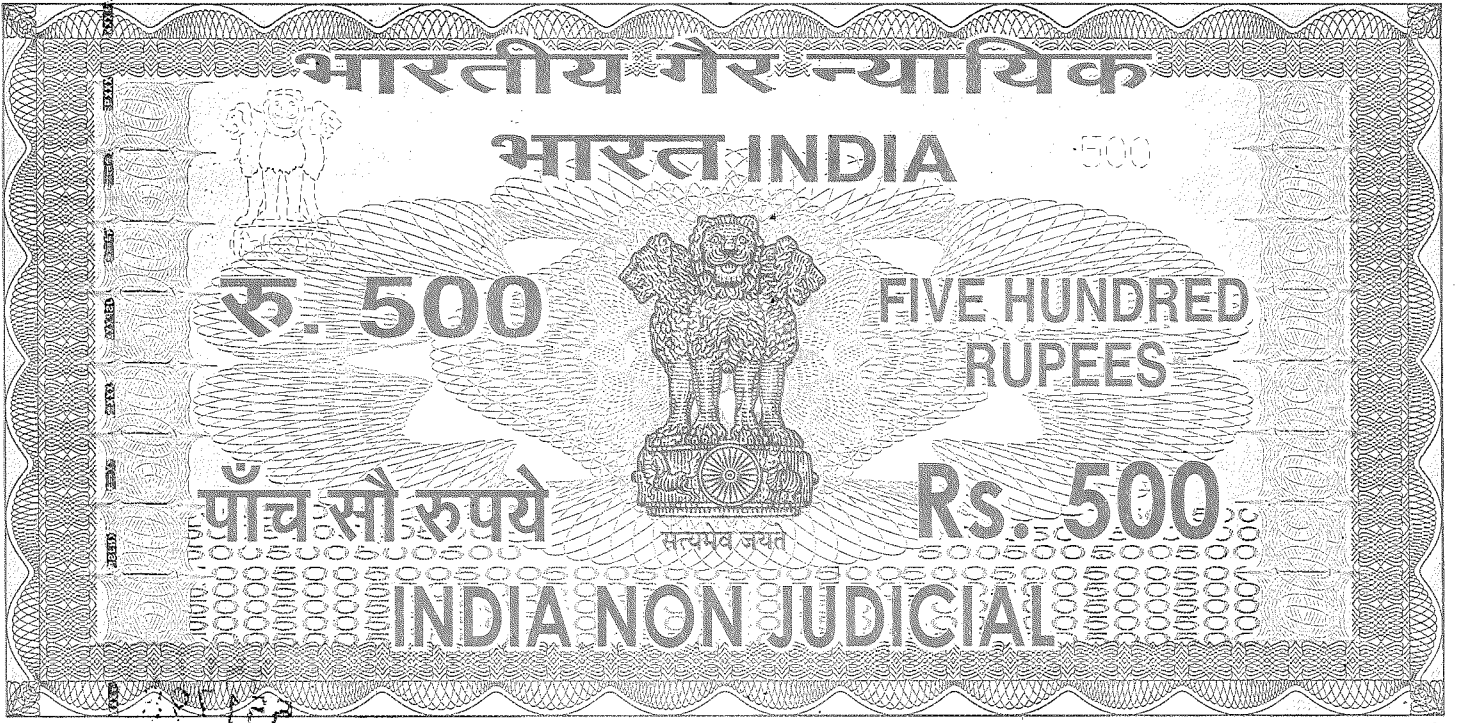 भारतीय गैर न्यायिक
भारत INDIA
500
रु. 500
FIVE HUNDRED
RUPEES
पाँच सौ रुपये
Rs. 500
सत्यमेव जयते
INDIA NON JUDICIAL